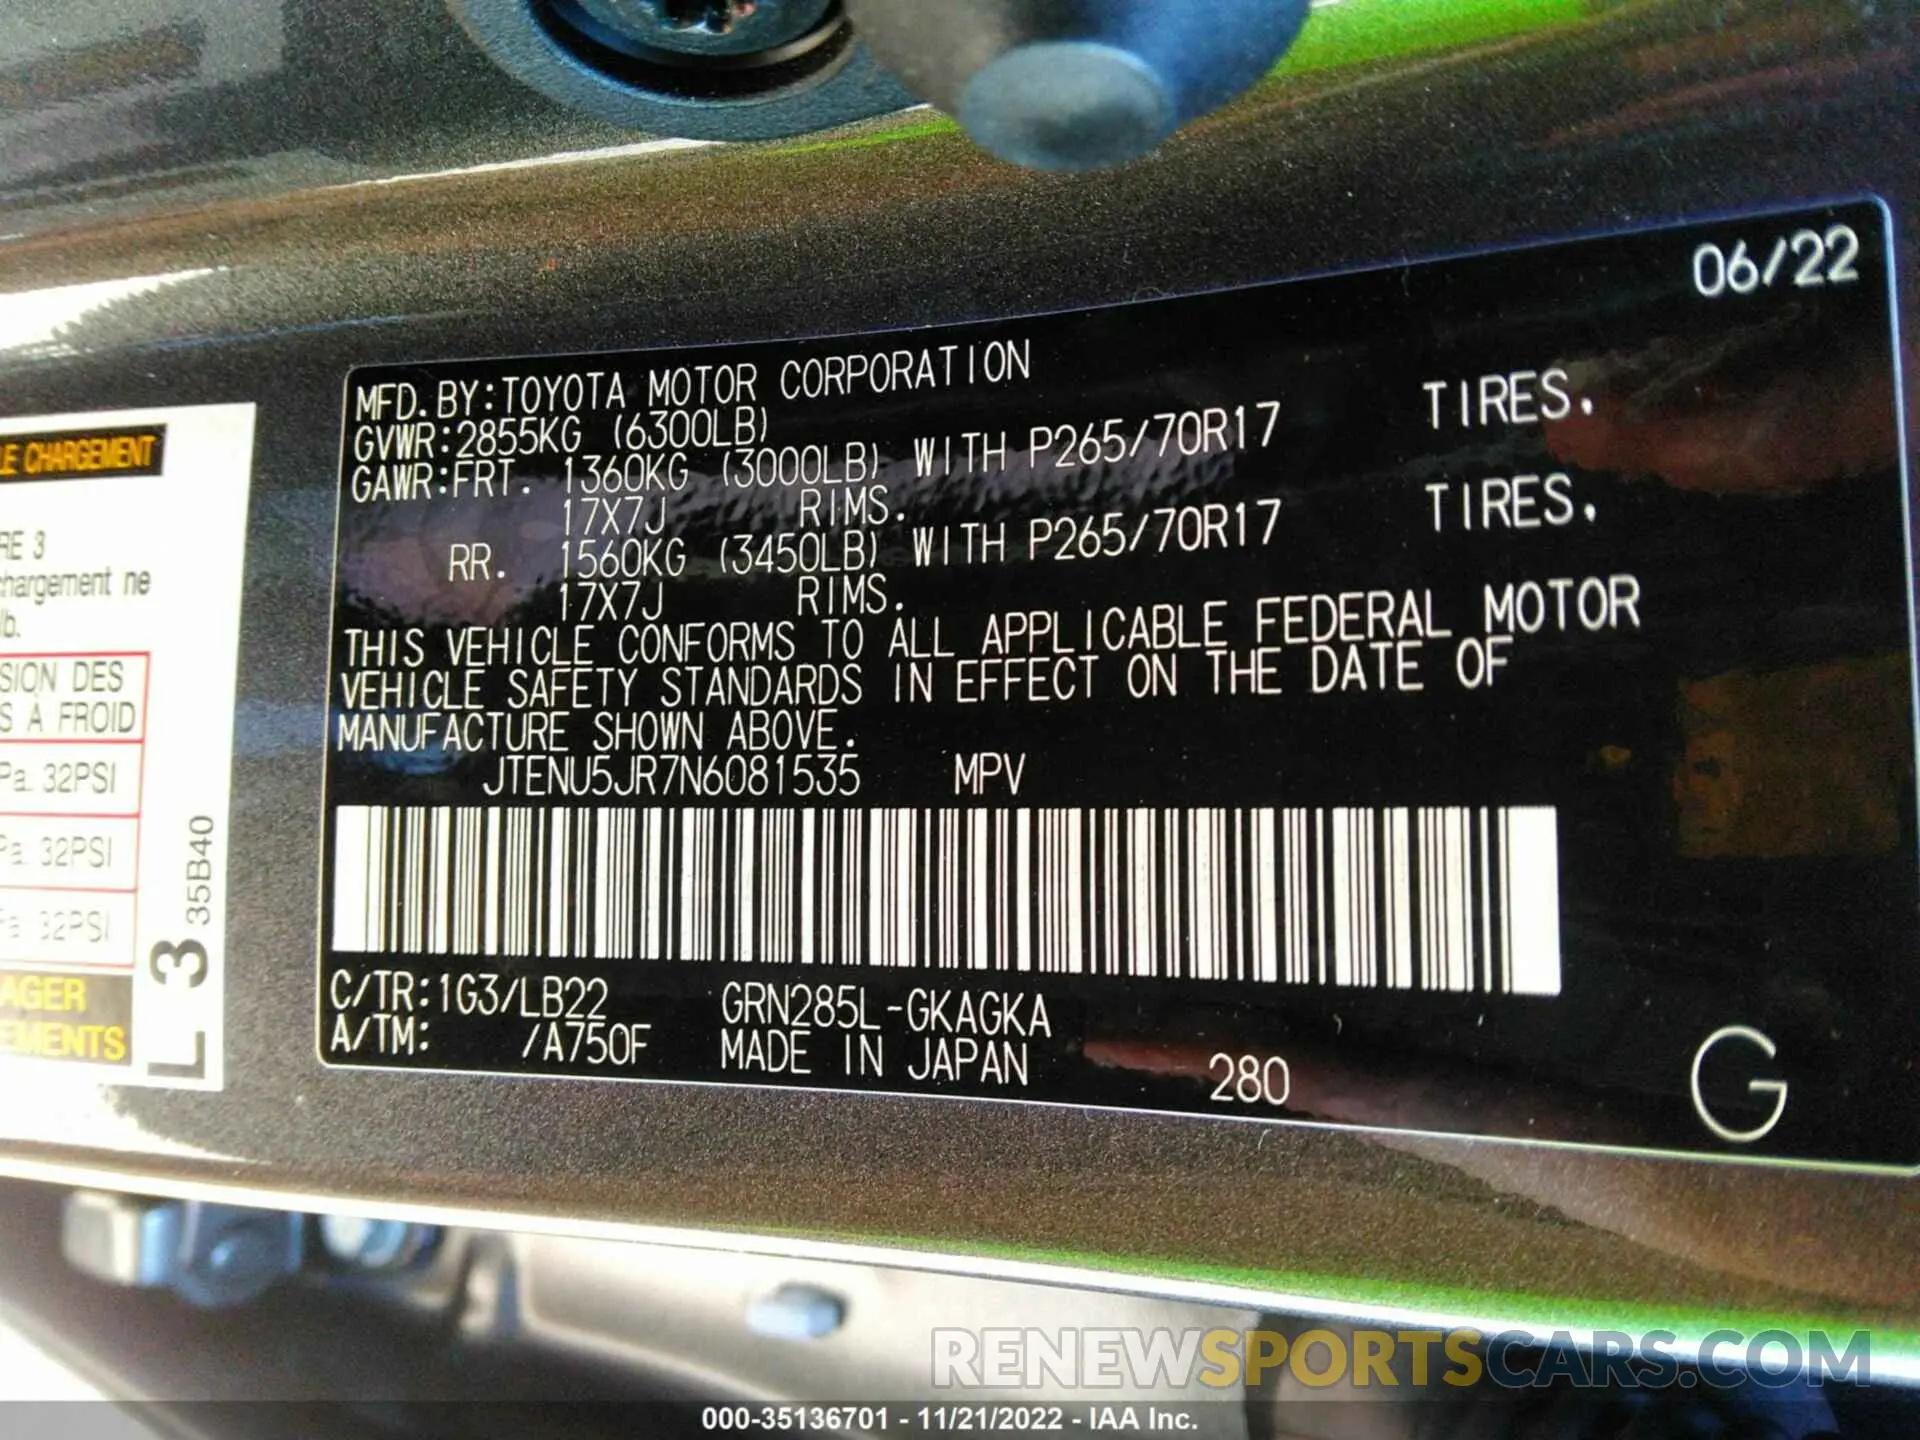 06/22
MFD.BY:TOYOTA MOTOR CORPORATION
GVWR:2855KG (6300LB)
GAWR:FRT. 1360KG (3000LB) WITH P265/70R17 TIRES.
17X7J RIMS.
RR. 1560KG (3450LB) WITH P265/70R17 TIRES.
17X7J RIMS.
THIS VEHICLE CONFORMS TO ALL APPLICABLE FEDERAL MOTOR
VEHICLE SAFETY STANDARDS IN EFFECT ON THE DATE OF
MANUFACTURE SHOWN ABOVE.
JTENU5JR7N6081535 MPV
C/TR:1G3/LB22 GRN285L-GKAGKA
A/TM: /A750F MADE IN JAPAN 280
G
LE CHARGEMENT
RE 3
chargement ne
lb.
SION DES
S À FROID
Pa 32PSI
Pa 32PSI
Pa 32PSI
AGER
EMENTS
L 3 35B40
RENEWSPORTSCARS.COM
000-35136701 - 11/21/2022 - IAA Inc.